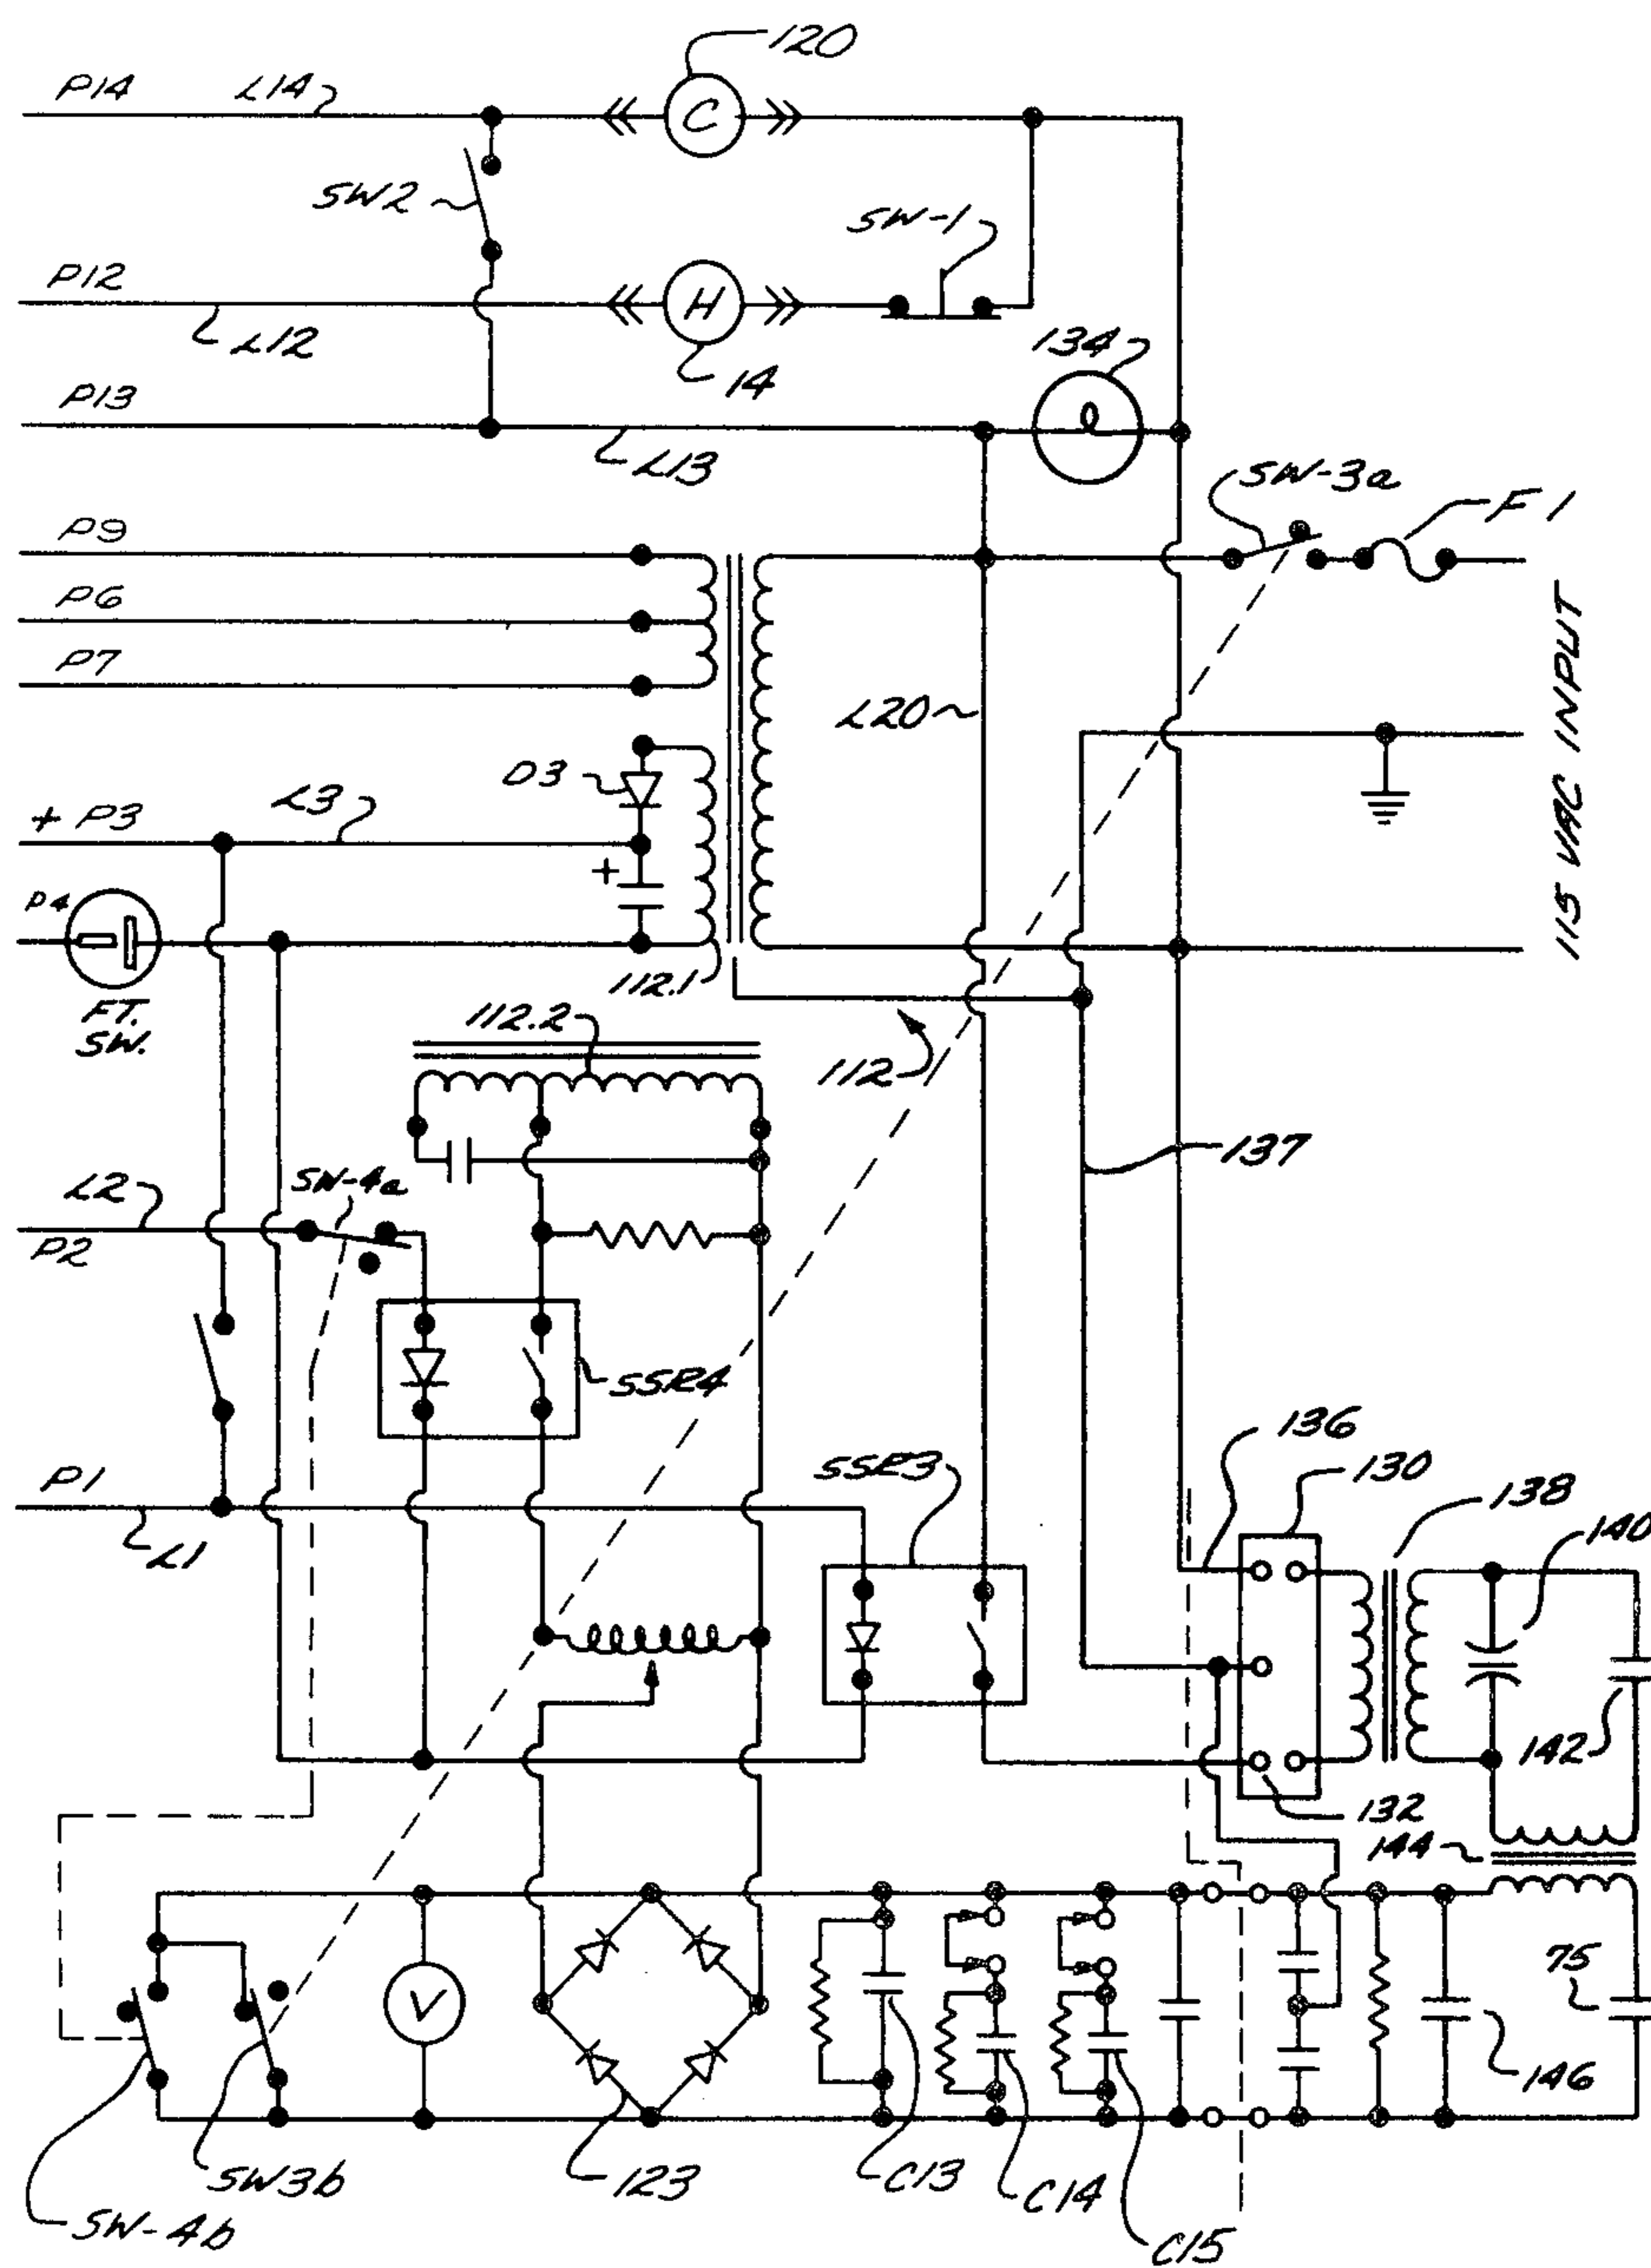 120
P14
L14
C
SW2
SW-1
P12
H
L12
14
134
P13
L13
SW-3a
F1
P9
P6
P7
L20
115 VAC INPUT
D3
L3
+ P3
+
P4
FT.
SW.
112.1
112.2
112
137
L2
SW-4a
P2
SSR4
136
P1
SSR3
130
138
140
L1
142
132
144
V
75
146
SW3b
123
C13
C14
SW-4b
C15